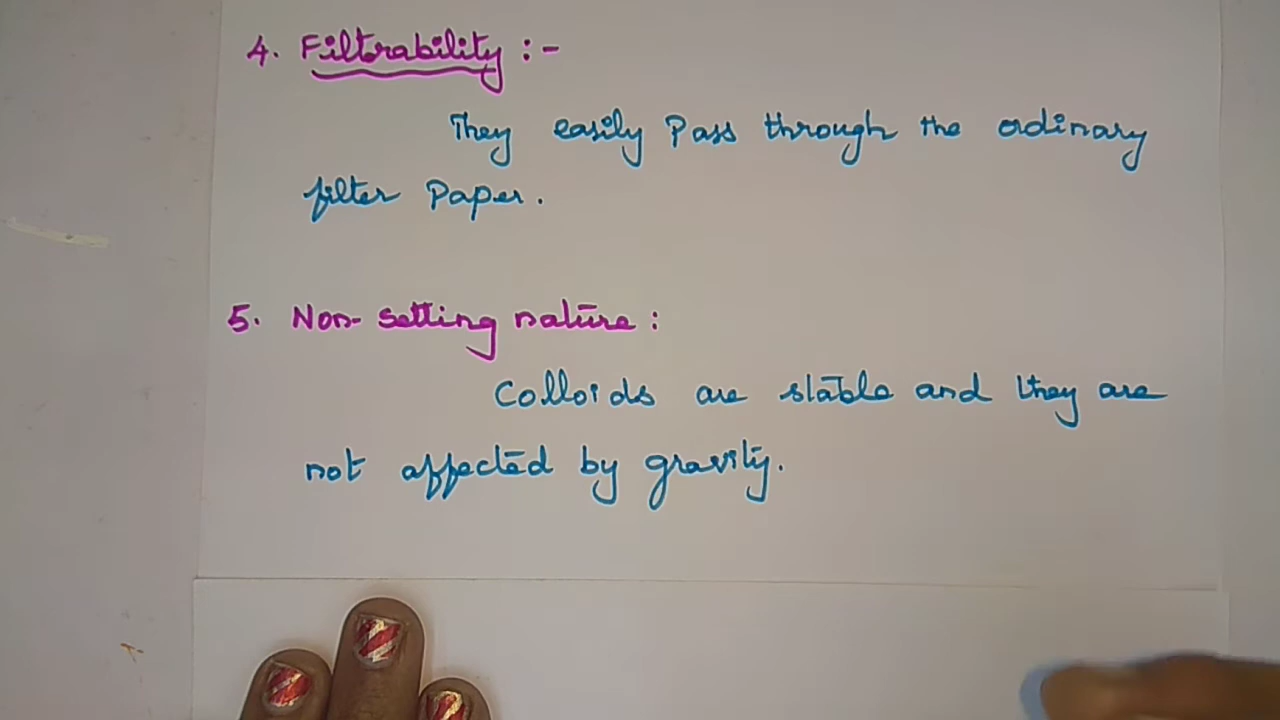 4. Filtrability :-
They easily Pass through the ordinary
filter Paper.
5. Non-Setting nature :
Colloids are stable and they are
not affected by gravity.